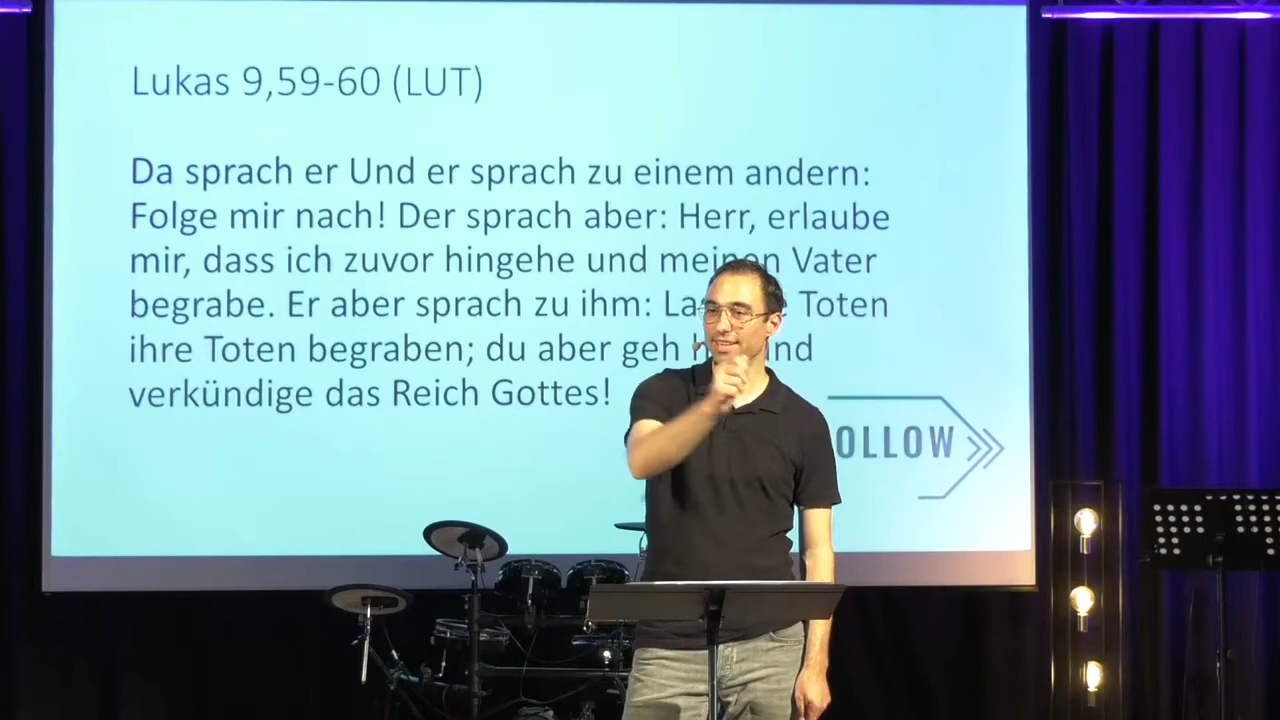 Lukas 9,59-60 (LUT)
Da sprach er Und er sprach zu einem andern:
Folge mir nach! Der sprach aber: Herr, erlaube
mir, dass ich zuvor hingehe und meinen Vater
begrabe. Er aber sprach zu ihm: Toten
ihre Toten begraben; du aber geh
verkündige das Reich Gottes!
OLLOW